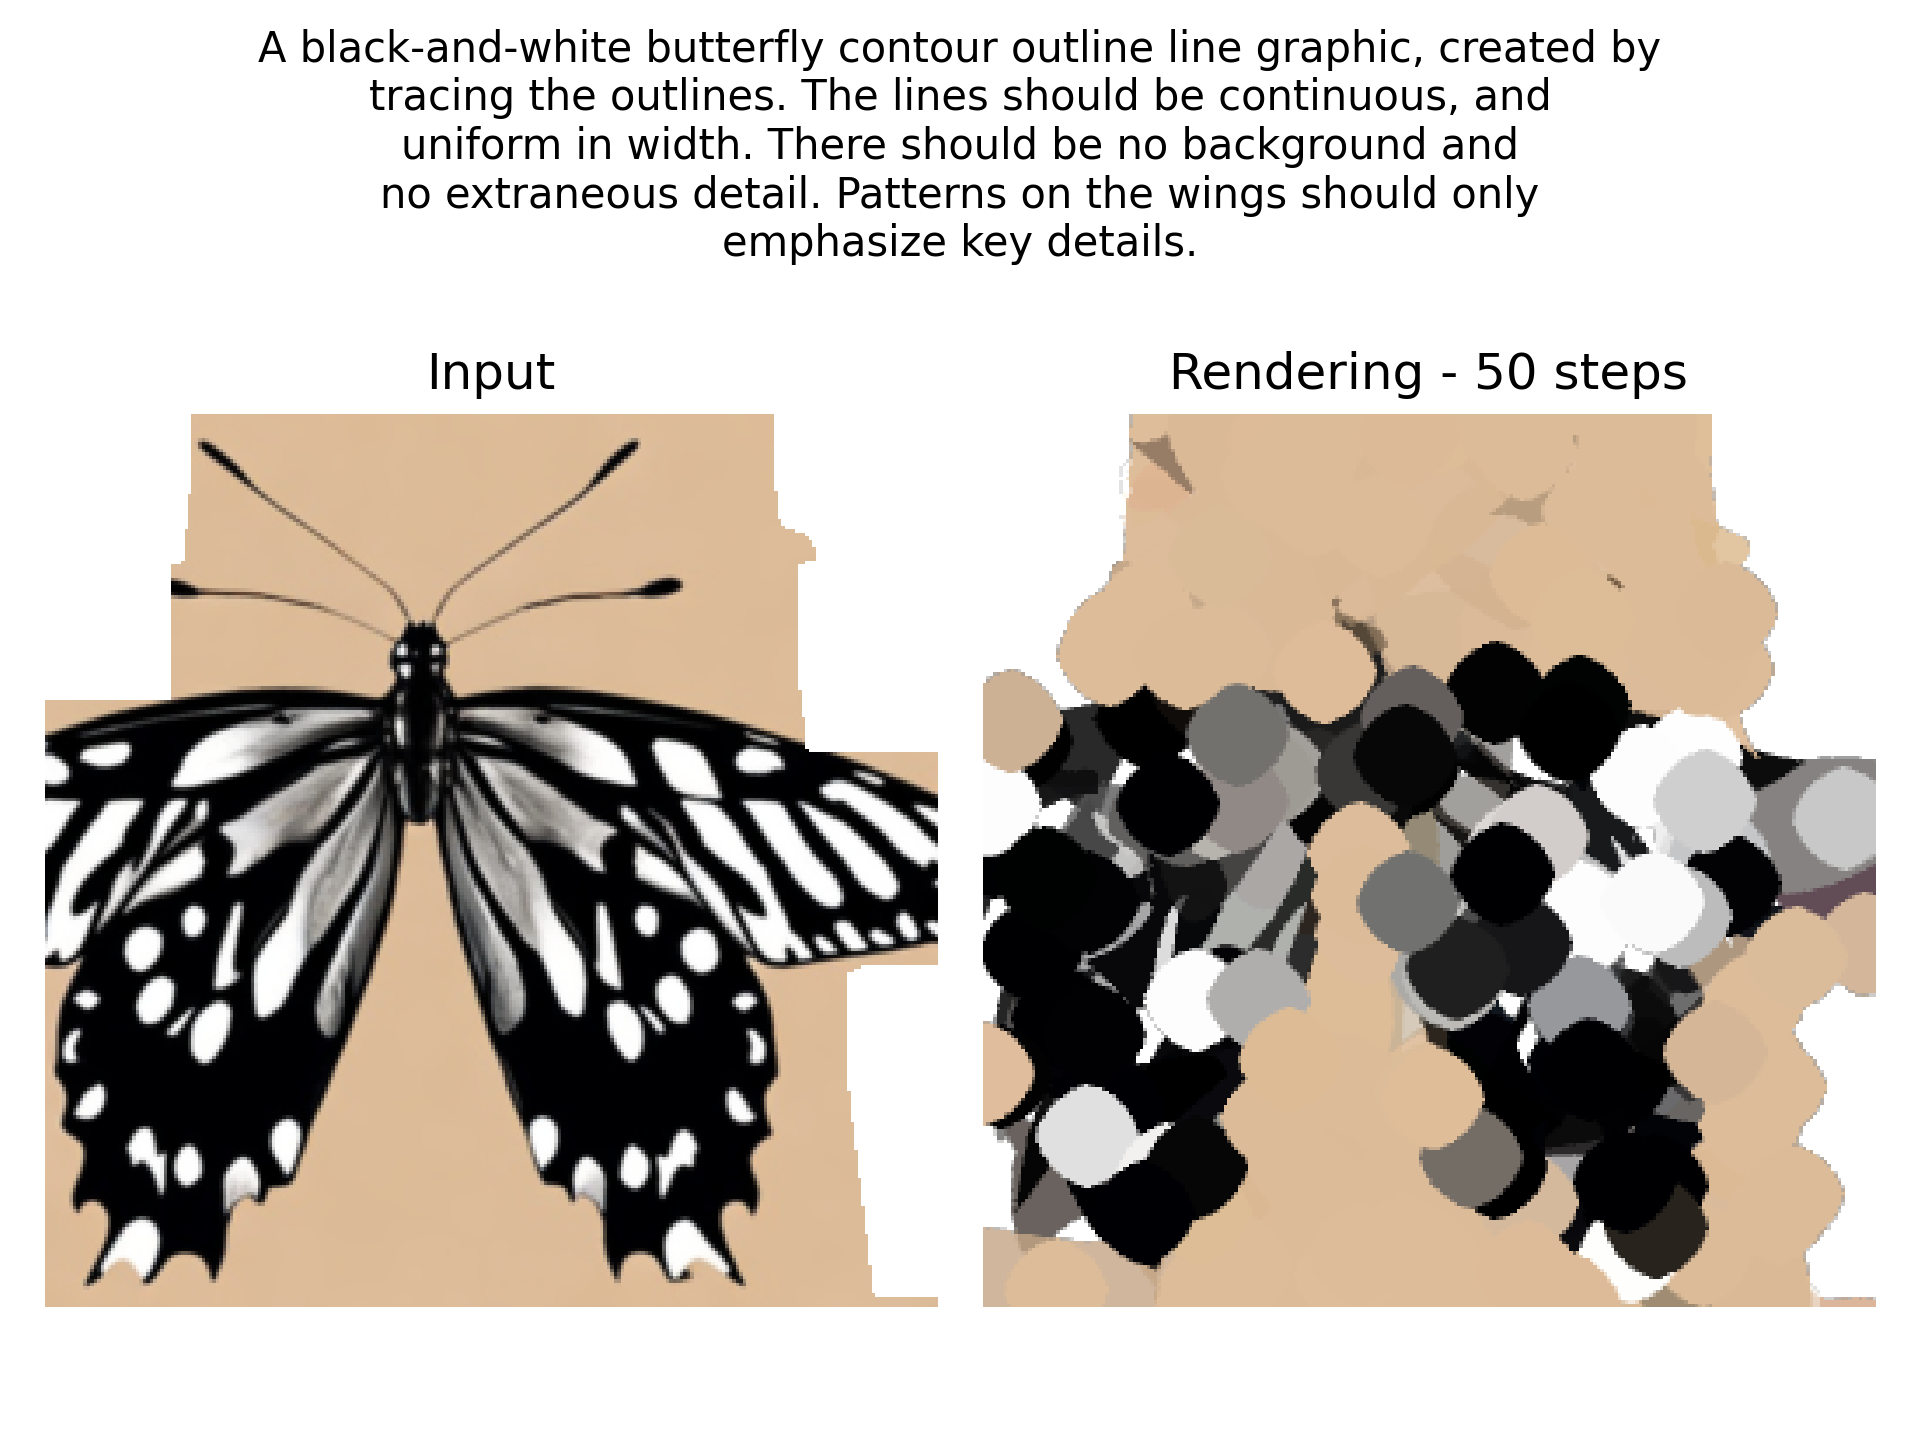 A black-and-white butterfly contour outline line graphic, created by
tracing the outlines. The lines should be continuous, and
uniform in width. There should be no background and
no extraneous detail. Patterns on the wings should only
emphasize key details.
Input
Rendering - 50 steps